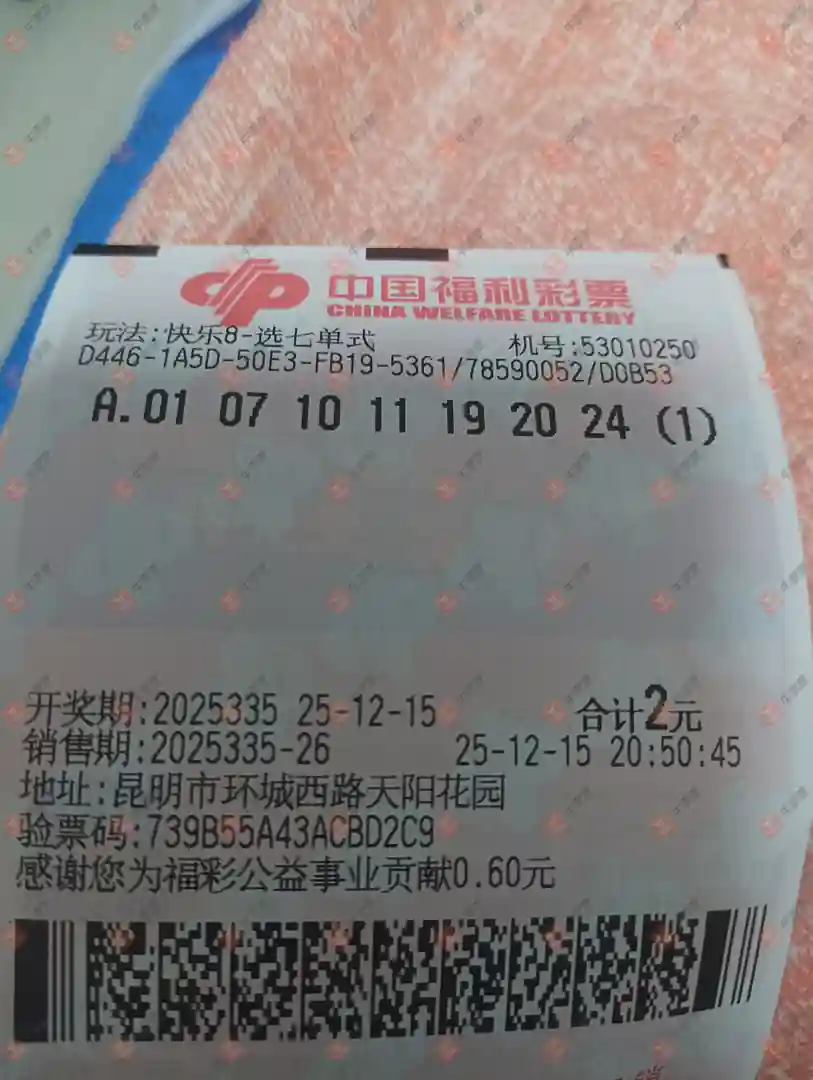 中国福利彩票
CHINA WELFARE LOTTERY
玩法:快乐8-选七单式 机号:53010250
D446-1A5D-50E3-FB19-5361/78590052/D0B53
A.01 07 10 11 19 20 24 (1)
开奖期:2025335 25-12-15 合计2元
销售期:2025335-26 25-12-15 20:50:45
地址:昆明市环城西路天阳花园
验票码:739B55A43ACBD2C9
感谢您为福彩公益事业贡献0.60元